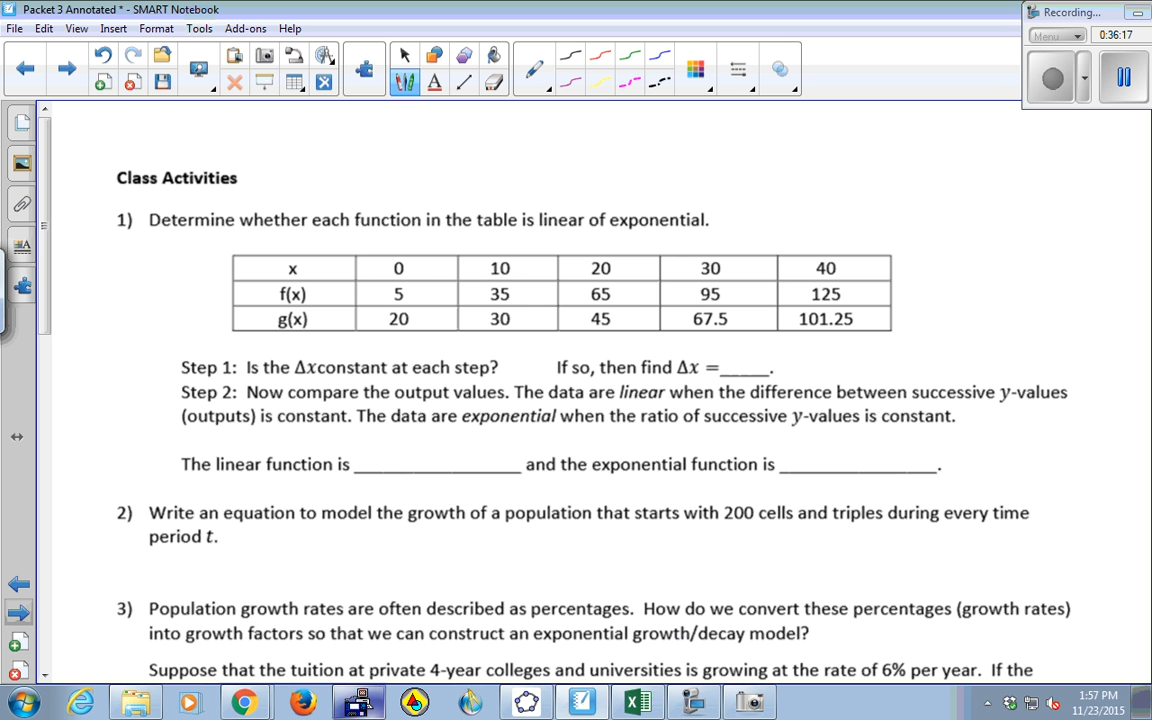 Packet 3 Annotated * - SMART Notebook
Recording...
File Edit View Insert Format Tools Add-ons Help
Menu
0:36:17
Class Activities
1) Determine whether each function in the table is linear of exponential.
x 0 10 20 30 40
f(x) 5 35 65 95 125
g(x) 20 30 45 67.5 101.25
Step 1: Is the Δxconstant at each step? If so, then find Δx =_____.
Step 2: Now compare the output values. The data are linear when the difference between successive y-values
(outputs) is constant. The data are exponential when the ratio of successive y-values is constant.
The linear function is _________________ and the exponential function is ________________.
2) Write an equation to model the growth of a population that starts with 200 cells and triples during every time
period t.
3) Population growth rates are often described as percentages. How do we convert these percentages (growth rates)
into growth factors so that we can construct an exponential growth/decay model?
Suppose that the tuition at private 4-year colleges and universities is growing at the rate of 6% per year. If the
1:57 PM
11/23/2015